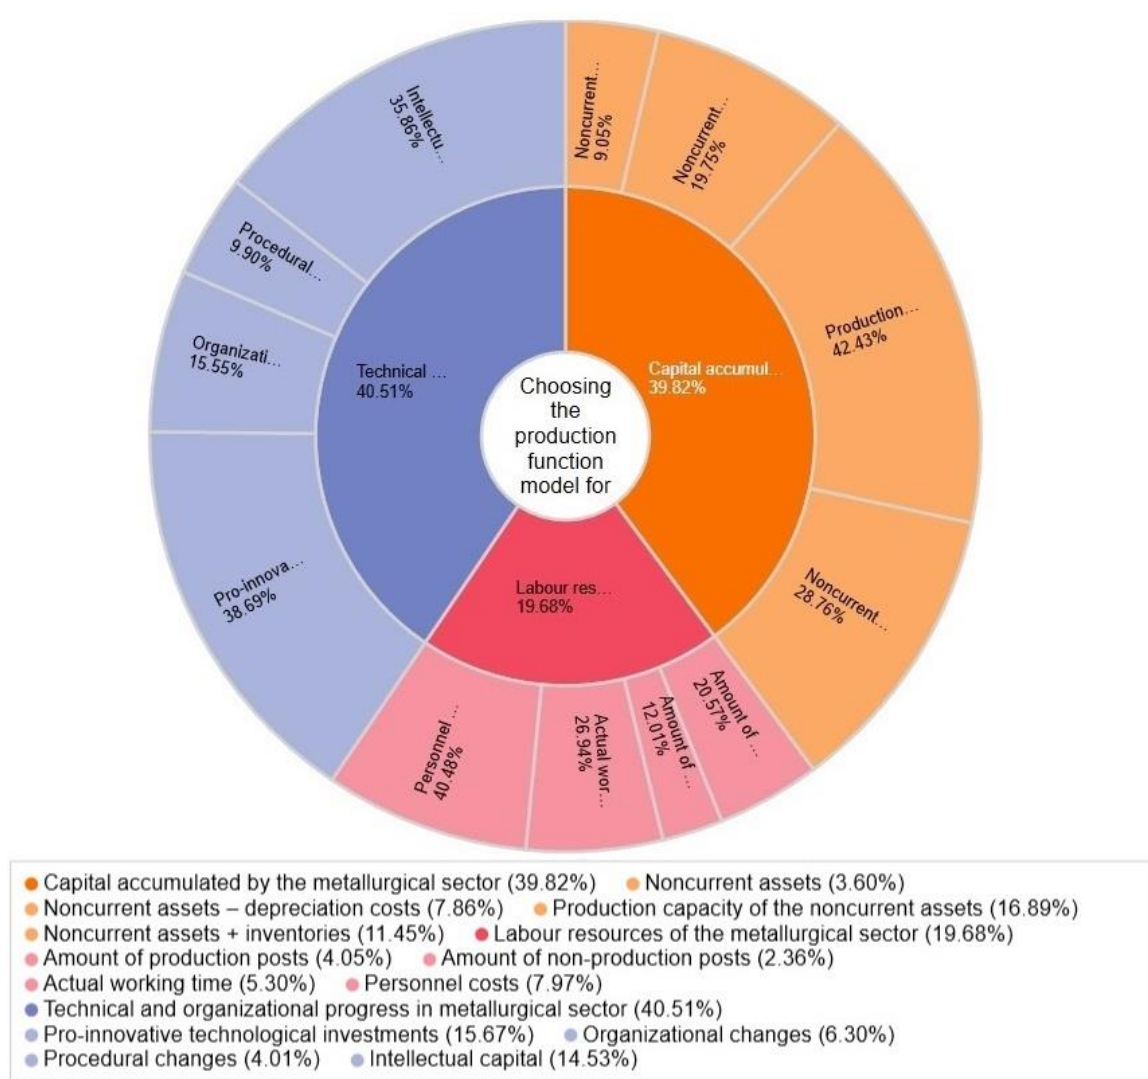 Intellectu...
35.86%
Noncurrent...
9.05%
Noncurrent...
19.75%
Procedural...
9.90%
Production...
42.43%
Organizati...
15.55%
Technical ...
40.51%
Capital accumul...
39.82%
Choosing
the
production
function
model for
Pro-innova...
38.69%
Labour res...
19.68%
Noncurrent...
28.76%
Personnel ...
40.48%
Actual wor...
26.94%
Amount of ...
12.01%
Amount of ...
20.57%
Capital accumulated by the metallurgical sector (39.82%) Noncurrent assets (3.60%)
Noncurrent assets – depreciation costs (7.86%) Production capacity of the noncurrent assets (16.89%)
Noncurrent assets + inventories (11.45%) Labour resources of the metallurgical sector (19.68%)
Amount of production posts (4.05%) Amount of non-production posts (2.36%)
Actual working time (5.30%) Personnel costs (7.97%)
Technical and organizational progress in metallurgical sector (40.51%)
Pro-innovative technological investments (15.67%) Organizational changes (6.30%)
Procedural changes (4.01%) Intellectual capital (14.53%)